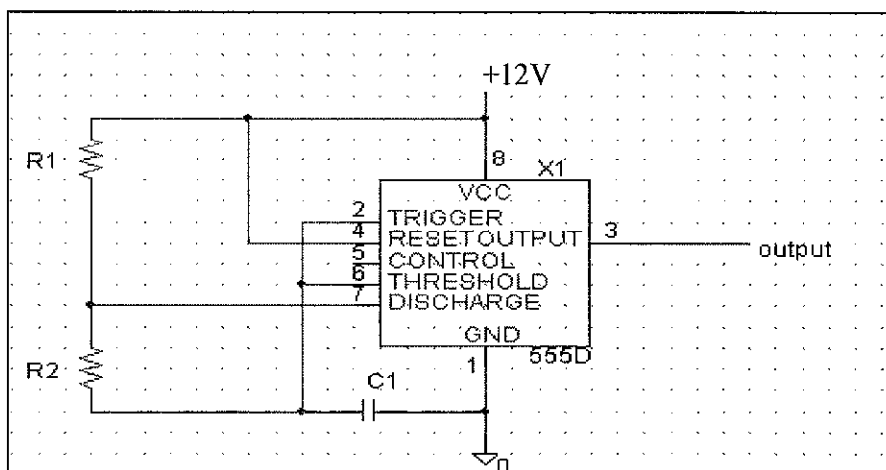 +12V
R1
8
X1
VCC
2
TRIGGER
4
RESET OUTPUT
3
output
5
CONTROL
6
THRESHOLD
7
DISCHARGE
GND
R2
1
555D
C1
0